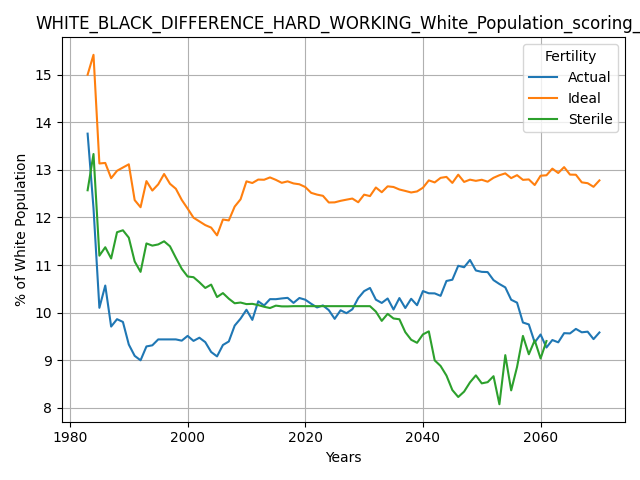 WHITE_BLACK_DIFFERENCE_HARD_WORKING_White_Population_scoring_
Fertility
Actual
Ideal
Sterile
% of White Population
15
14
13
12
11
10
9
8
1980
2000
2020
2040
2060
Years